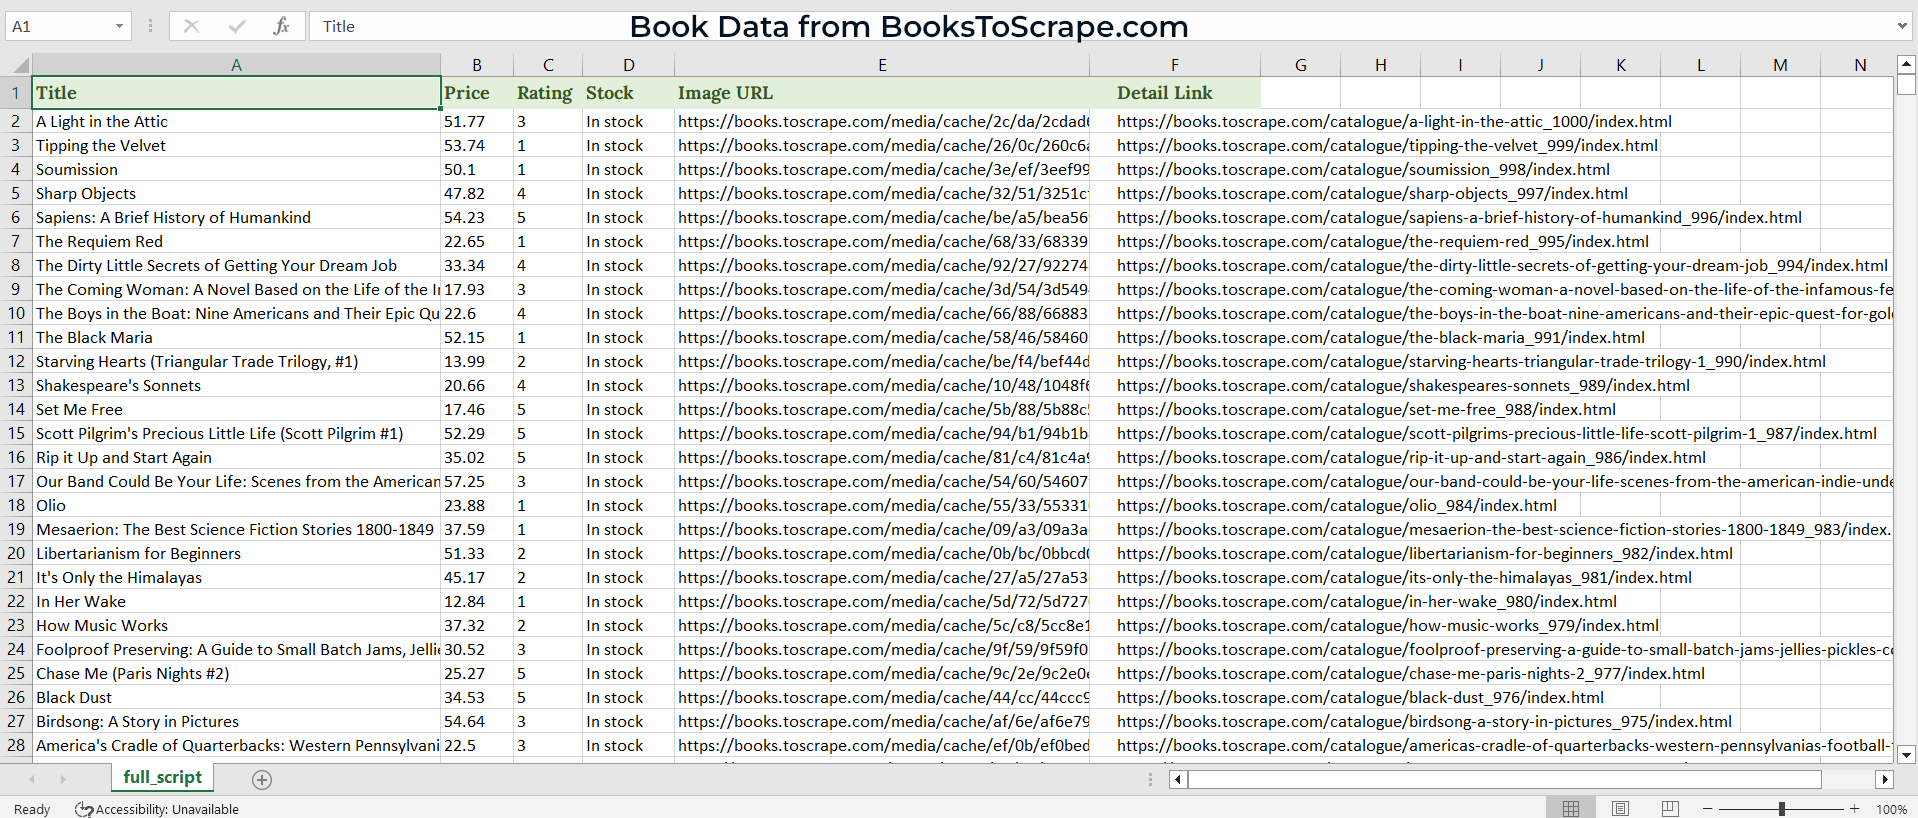 Book Data from BooksToScrape.com
A1 fx Title
A B C D E F G H I J K L M N
1 Title Price Rating Stock Image URL Detail Link
2 A Light in the Attic 51.77 3 In stock https://books.toscrape.com/media/cache/2c/da/2cdad https://books.toscrape.com/catalogue/a-light-in-the-attic_1000/index.html
3 Tipping the Velvet 53.74 1 In stock https://books.toscrape.com/media/cache/26/0c/260c6 https://books.toscrape.com/catalogue/tipping-the-velvet_999/index.html
4 Soumission 50.1 1 In stock https://books.toscrape.com/media/cache/3e/ef/3eef99 https://books.toscrape.com/catalogue/soumission_998/index.html
5 Sharp Objects 47.82 4 In stock https://books.toscrape.com/media/cache/32/51/3251c https://books.toscrape.com/catalogue/sharp-objects_997/index.html
6 Sapiens: A Brief History of Humankind 54.23 5 In stock https://books.toscrape.com/media/cache/be/a5/bea56 https://books.toscrape.com/catalogue/sapiens-a-brief-history-of-humankind_996/index.html
7 The Requiem Red 22.65 1 In stock https://books.toscrape.com/media/cache/68/33/68339 https://books.toscrape.com/catalogue/the-requiem-red_995/index.html
8 The Dirty Little Secrets of Getting Your Dream Job 33.34 4 In stock https://books.toscrape.com/media/cache/92/27/92274 https://books.toscrape.com/catalogue/the-dirty-little-secrets-of-getting-your-dream-job_994/index.html
9 The Coming Woman: A Novel Based on the Life of the 17.93 3 In stock https://books.toscrape.com/media/cache/3d/54/3d549 https://books.toscrape.com/catalogue/the-coming-woman-a-novel-based-on-the-life-of-the-infamous-fe
10 The Boys in the Boat: Nine Americans and Their Epic Qu 22.6 4 In stock https://books.toscrape.com/media/cache/66/88/66883 https://books.toscrape.com/catalogue/the-boys-in-the-boat-nine-americans-and-their-epic-quest-for-gol
11 The Black Maria 52.15 1 In stock https://books.toscrape.com/media/cache/58/46/58460 https://books.toscrape.com/catalogue/the-black-maria_991/index.html
12 Starving Hearts (Triangular Trade Trilogy, #1) 13.99 2 In stock https://books.toscrape.com/media/cache/be/f4/bef44d https://books.toscrape.com/catalogue/starving-hearts-triangular-trade-trilogy-1_990/index.html
13 Shakespeare's Sonnets 20.66 4 In stock https://books.toscrape.com/media/cache/10/48/1048f https://books.toscrape.com/catalogue/shakespeares-sonnets_989/index.html
14 Set Me Free 17.46 5 In stock https://books.toscrape.com/media/cache/5b/88/5b88c https://books.toscrape.com/catalogue/set-me-free_988/index.html
15 Scott Pilgrim's Precious Little Life (Scott Pilgrim #1) 52.29 5 In stock https://books.toscrape.com/media/cache/94/b1/94b1b https://books.toscrape.com/catalogue/scott-pilgrims-precious-little-life-scott-pilgrim-1_987/index.html
16 Rip it Up and Start Again 35.02 5 In stock https://books.toscrape.com/media/cache/81/c4/81c4a https://books.toscrape.com/catalogue/rip-it-up-and-start-again_986/index.html
17 Our Band Could Be Your Life: Scenes from the American 57.25 3 In stock https://books.toscrape.com/media/cache/54/60/54607 https://books.toscrape.com/catalogue/our-band-could-be-your-life-scenes-from-the-american-indie-unde
18 Olio 23.88 1 In stock https://books.toscrape.com/media/cache/55/33/55331 https://books.toscrape.com/catalogue/olio_984/index.html
19 Mesaerion: The Best Science Fiction Stories 1800-1849 37.59 1 In stock https://books.toscrape.com/media/cache/09/a3/09a3a https://books.toscrape.com/catalogue/mesaerion-the-best-science-fiction-stories-1800-1849_983/index.
20 Libertarianism for Beginners 51.33 2 In stock https://books.toscrape.com/media/cache/0b/bc/0bbcd https://books.toscrape.com/catalogue/libertarianism-for-beginners_982/index.html
21 It's Only the Himalayas 45.17 2 In stock https://books.toscrape.com/media/cache/27/a5/27a53 https://books.toscrape.com/catalogue/its-only-the-himalayas_981/index.html
22 In Her Wake 12.84 1 In stock https://books.toscrape.com/media/cache/5d/72/5d727 https://books.toscrape.com/catalogue/in-her-wake_980/index.html
23 How Music Works 37.32 2 In stock https://books.toscrape.com/media/cache/5c/c8/5cc8e1 https://books.toscrape.com/catalogue/how-music-works_979/index.html
24 Foolproof Preserving: A Guide to Small Batch Jams, Jelli 30.52 3 In stock https://books.toscrape.com/media/cache/9f/59/9f59f0 https://books.toscrape.com/catalogue/foolproof-preserving-a-guide-to-small-batch-jams-jellies-pickles-c
25 Chase Me (Paris Nights #2) 25.27 5 In stock https://books.toscrape.com/media/cache/9c/2e/9c2e0 https://books.toscrape.com/catalogue/chase-me-paris-nights-2_977/index.html
26 Black Dust 34.53 5 In stock https://books.toscrape.com/media/cache/44/cc/44ccc9 https://books.toscrape.com/catalogue/black-dust_976/index.html
27 Birdsong: A Story in Pictures 54.64 3 In stock https://books.toscrape.com/media/cache/af/6e/af6e79 https://books.toscrape.com/catalogue/birdsong-a-story-in-pictures_975/index.html
28 America's Cradle of Quarterbacks: Western Pennsylvani 22.5 3 In stock https://books.toscrape.com/media/cache/ef/0b/ef0bed https://books.toscrape.com/catalogue/americas-cradle-of-quarterbacks-western-pennsylvanias-football-
full_script
Ready Accessibility: Unavailable 100%